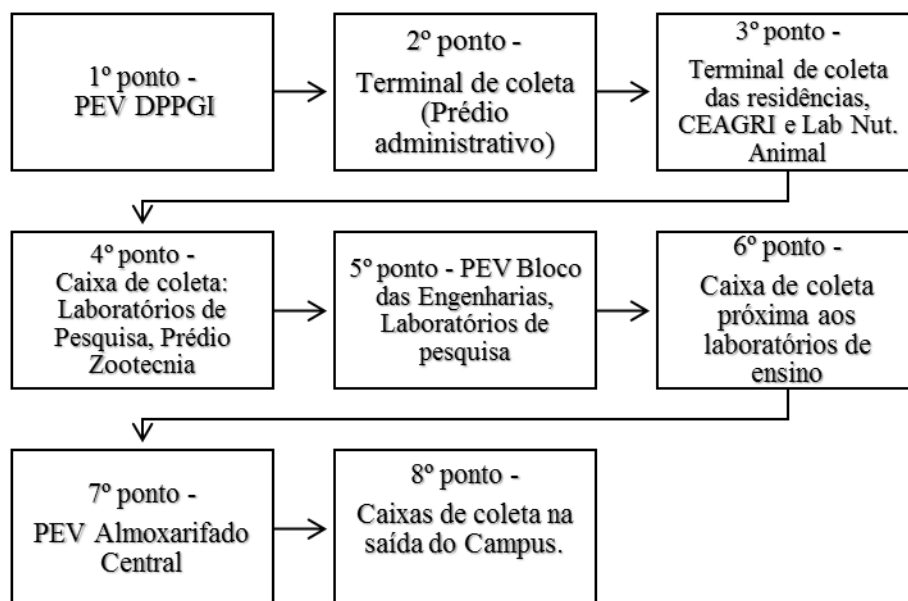 1º ponto -
PEV DPPGI
2º ponto -
Terminal de coleta
(Prédio
administrativo)
3º ponto -
Terminal de coleta
das residências,
CEAGRI e Lab Nut.
Animal
4º ponto -
Caixa de coleta:
Laboratórios de
Pesquisa, Prédio
Zootecnia
5º ponto - PEV Bloco
das Engenharias,
Laboratórios de
pesquisa
6º ponto -
Caixa de coleta
próxima aos
laboratórios de
ensino
7º ponto -
PEV Almoxarifado
Central
8º ponto -
Caixas de coleta na
saída do Campus.